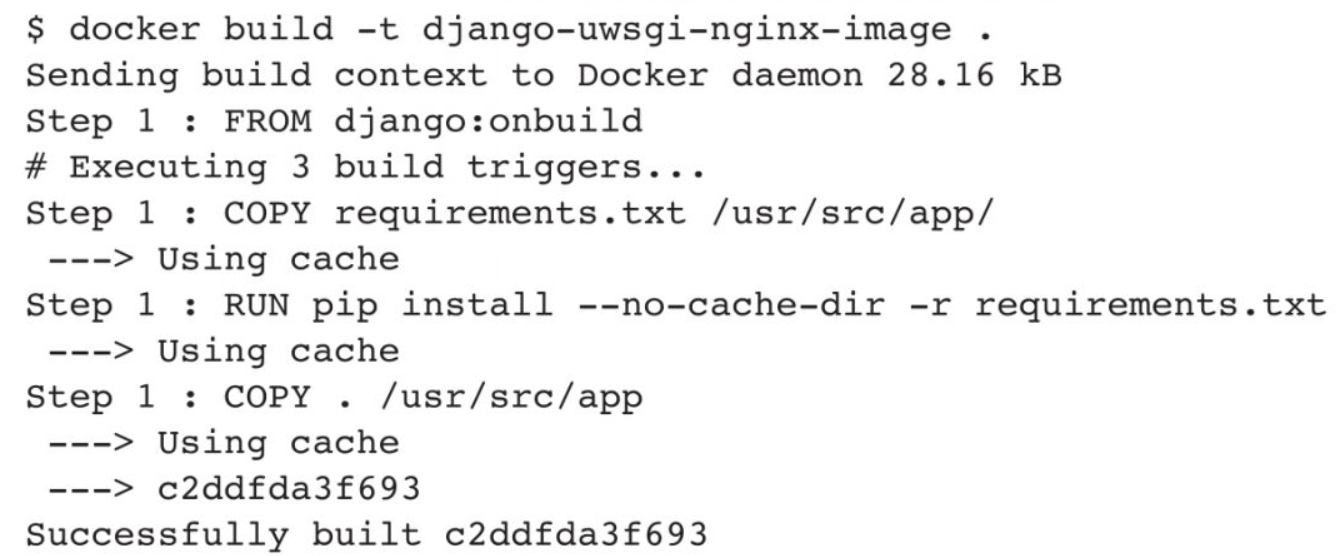 $ docker build -t django-uwsgi-nginx-image .
Sending build context to Docker daemon 28.16 kB
Step 1 : FROM django:onbuild
# Executing 3 build triggers...
Step 1 : COPY requirements.txt /usr/src/app/
 ---> Using cache
Step 1 : RUN pip install --no-cache-dir -r requirements.txt
 ---> Using cache
Step 1 : COPY . /usr/src/app
 ---> Using cache
 ---> c2ddfda3f693
Successfully built c2ddfda3f693